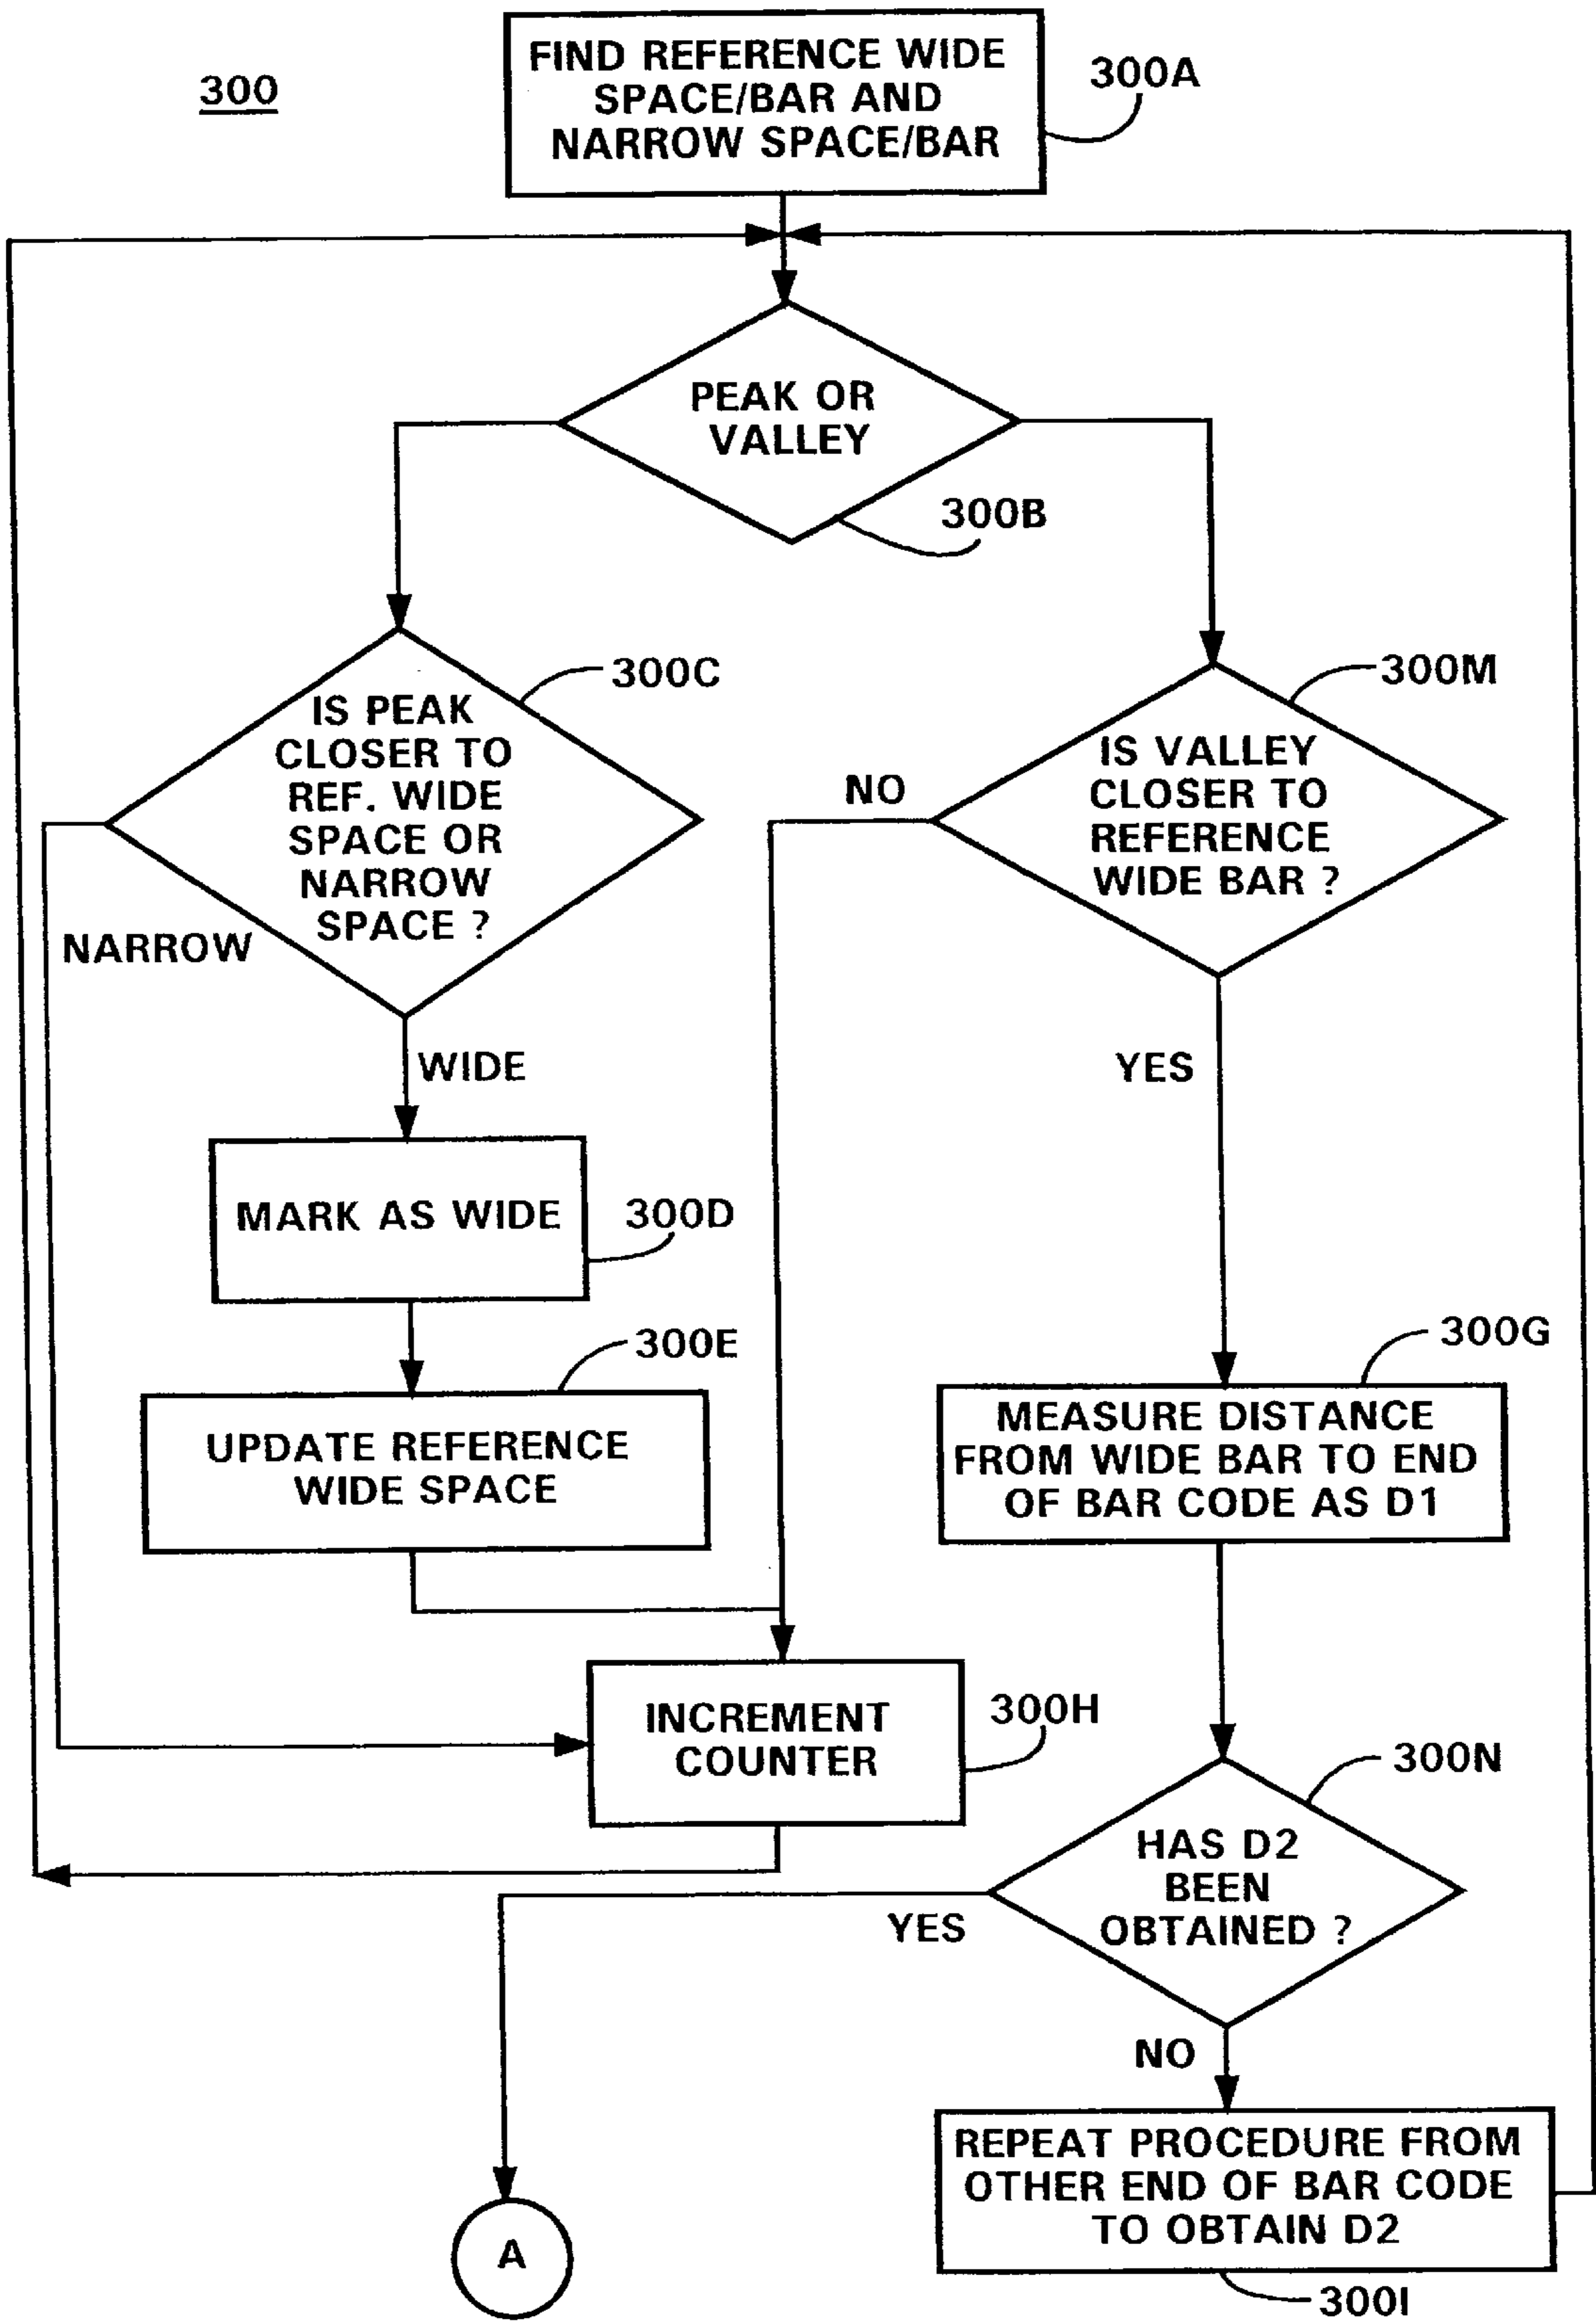 FIND REFERENCE WIDE
SPACE/BAR AND
NARROW SPACE/BAR
300A
300
PEAK OR
VALLEY
300B
300C
IS PEAK
CLOSER TO
REF. WIDE
SPACE OR
NARROW
SPACE ?
NARROW
WIDE
300M
IS VALLEY
CLOSER TO
REFERENCE
WIDE BAR ?
NO
YES
MARK AS WIDE
300D
300E
UPDATE REFERENCE
WIDE SPACE
300G
MEASURE DISTANCE
FROM WIDE BAR TO END
OF BAR CODE AS D1
INCREMENT
COUNTER
300H
300N
HAS D2
BEEN
OBTAINED ?
YES
NO
REPEAT PROCEDURE FROM
OTHER END OF BAR CODE
TO OBTAIN D2
300I
A